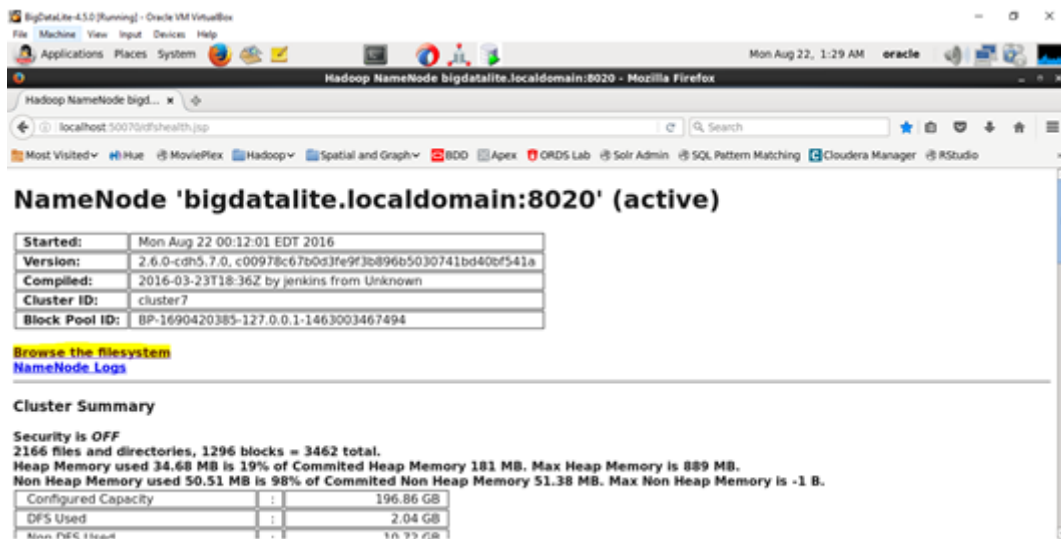 BigDataLite-4.5.0 [Running] - Oracle VM VirtualBox
File Machine View Input Devices Help
Applications Places System Mon Aug 22, 1:29 AM oracle
Hadoop NameNode bigdatalite.localdomain:8020 - Mozilla Firefox
Hadoop NameNode bigd...
localhost:50070/dfshealth.jsp Search
Most Visited Hue MoviePlex Hadoop Spatial and Graph BDD Apex ORDS Lab Solr Admin SQL Pattern Matching Cloudera Manager RStudio
NameNode 'bigdatalite.localdomain:8020' (active)
Started: Mon Aug 22 00:12:01 EDT 2016
Version: 2.6.0-cdh5.7.0, c00978c67b0d3fe9f3b896b5030741bd40bf541a
Compiled: 2016-03-23T18:36Z by jenkins from Unknown
Cluster ID: cluster7
Block Pool ID: BP-1690420385-127.0.0.1-1463003467494
Browse the filesystem
NameNode Logs
Cluster Summary
Security is OFF
2166 files and directories, 1296 blocks = 3462 total.
Heap Memory used 34.68 MB is 19% of Commited Heap Memory 181 MB. Max Heap Memory is 889 MB.
Non Heap Memory used 50.51 MB is 98% of Commited Non Heap Memory 51.38 MB. Max Non Heap Memory is -1 B.
Configured Capacity : 196.86 GB
DFS Used : 2.04 GB
Non DFS Used : 10.72 GB